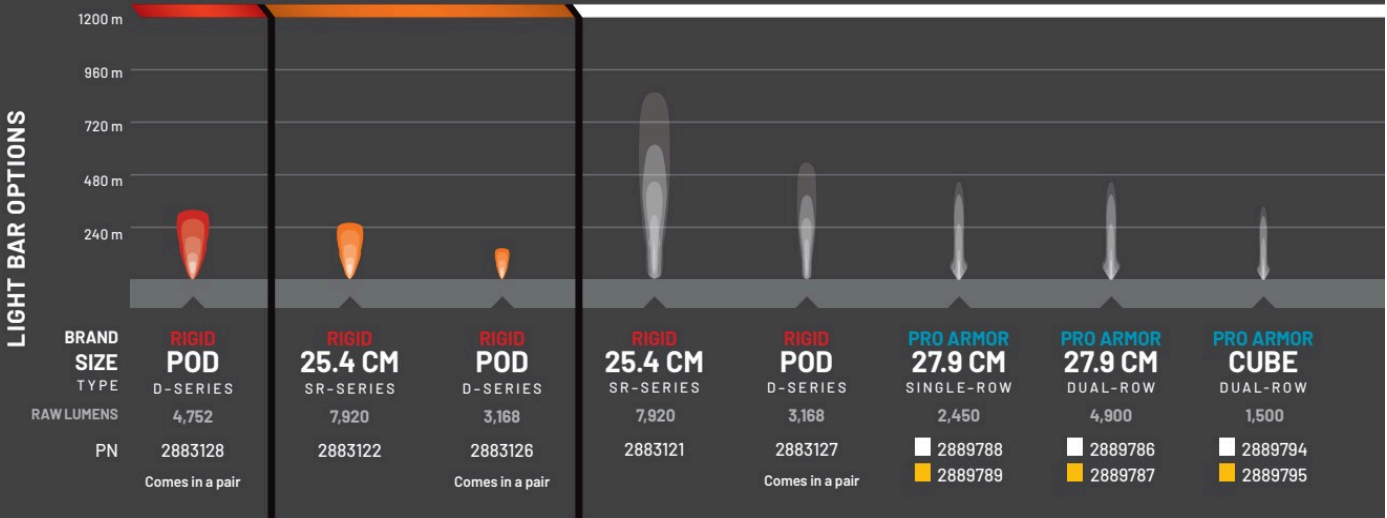 1200 m
960 m
720 m
480 m
240 m
LIGHT BAR OPTIONS
BRAND RIGID RIGID RIGID RIGID RIGID PRO ARMOR PRO ARMOR PRO ARMOR
SIZE POD 25.4 CM POD 25.4 CM POD 27.9 CM 27.9 CM CUBE
TYPE D-SERIES SR-SERIES D-SERIES SR-SERIES D-SERIES SINGLE-ROW DUAL-ROW DUAL-ROW
RAW LUMENS 4,752 7,920 3,168 7,920 3,168 2,450 4,900 1,500
PN 2883128 2883122 2883126 2883121 2883127 2889788 2889786 2889794
2889789 2889787 2889795
Comes in a pair Comes in a pair Comes in a pair